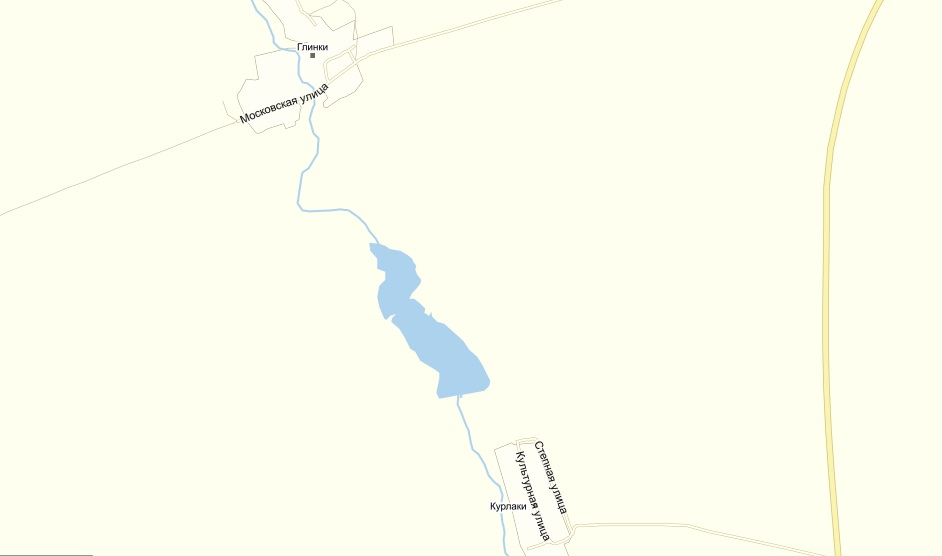 Глинки
Московская улица
Степная улица
Культурная улица
Курлаки